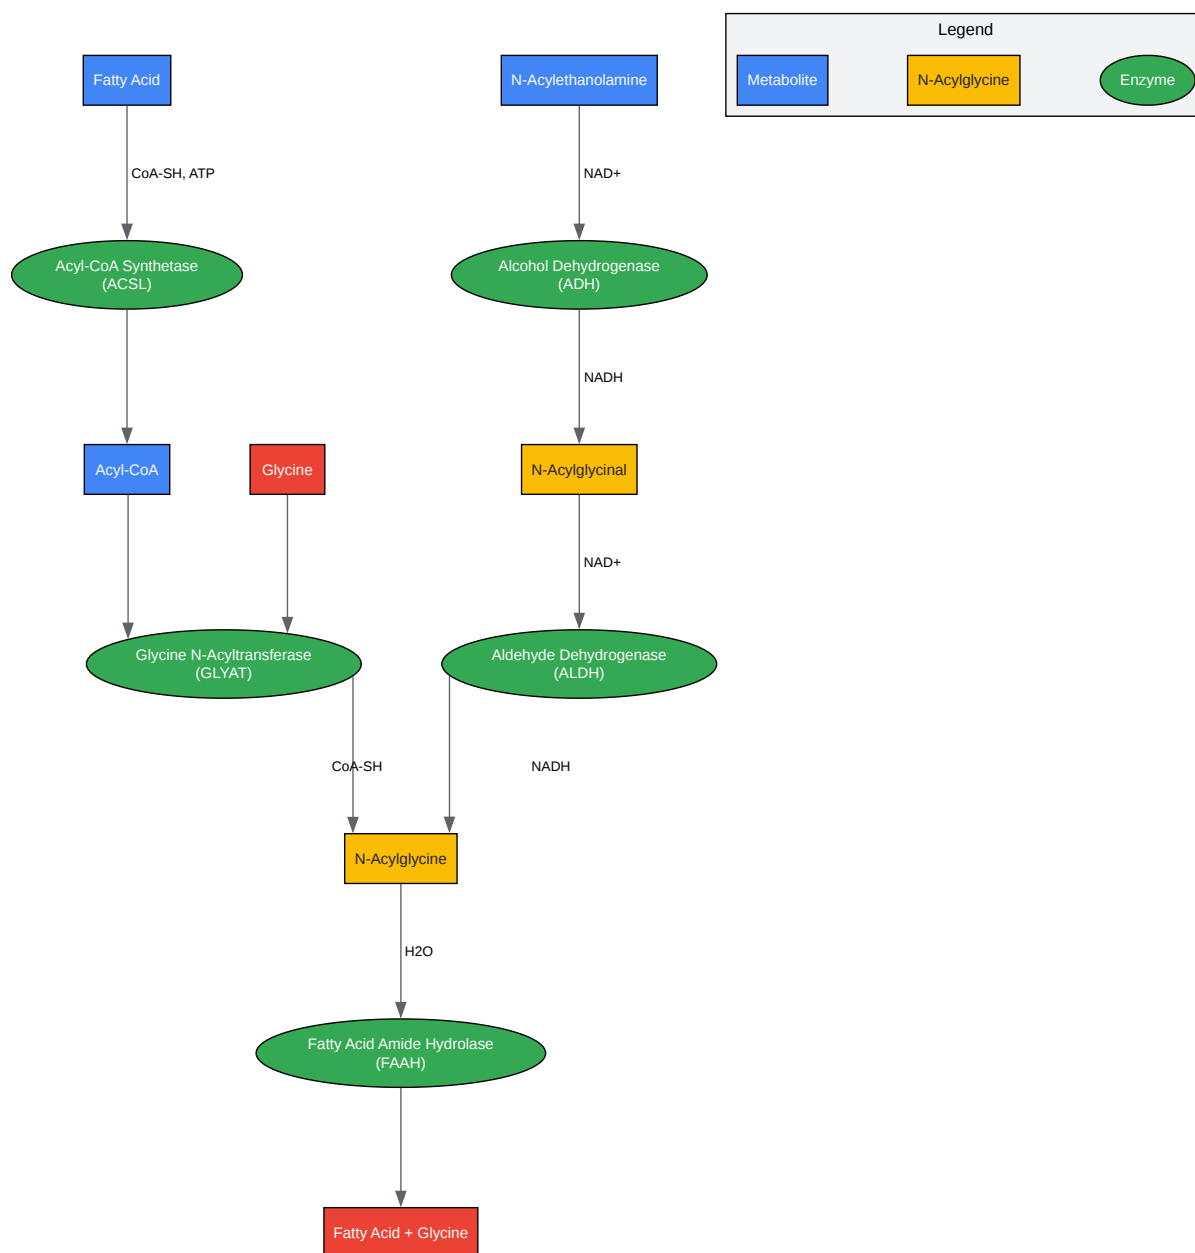 Legend
Fatty Acid
N-Acylethanolamine
Metabolite
N-Acylglycine
Enzyme
CoA-SH, ATP
NAD+
Acyl-CoA Synthetase
(ACSL)
Alcohol Dehydrogenase
(ADH)
NADH
Acyl-CoA
Glycine
N-Acylglycinal
NAD+
Glycine N-Acyltransferase
(GLYAT)
Aldehyde Dehydrogenase
(ALDH)
CoA-SH
NADH
N-Acylglycine
H2O
Fatty Acid Amide Hydrolase
(FAAH)
Fatty Acid + Glycine